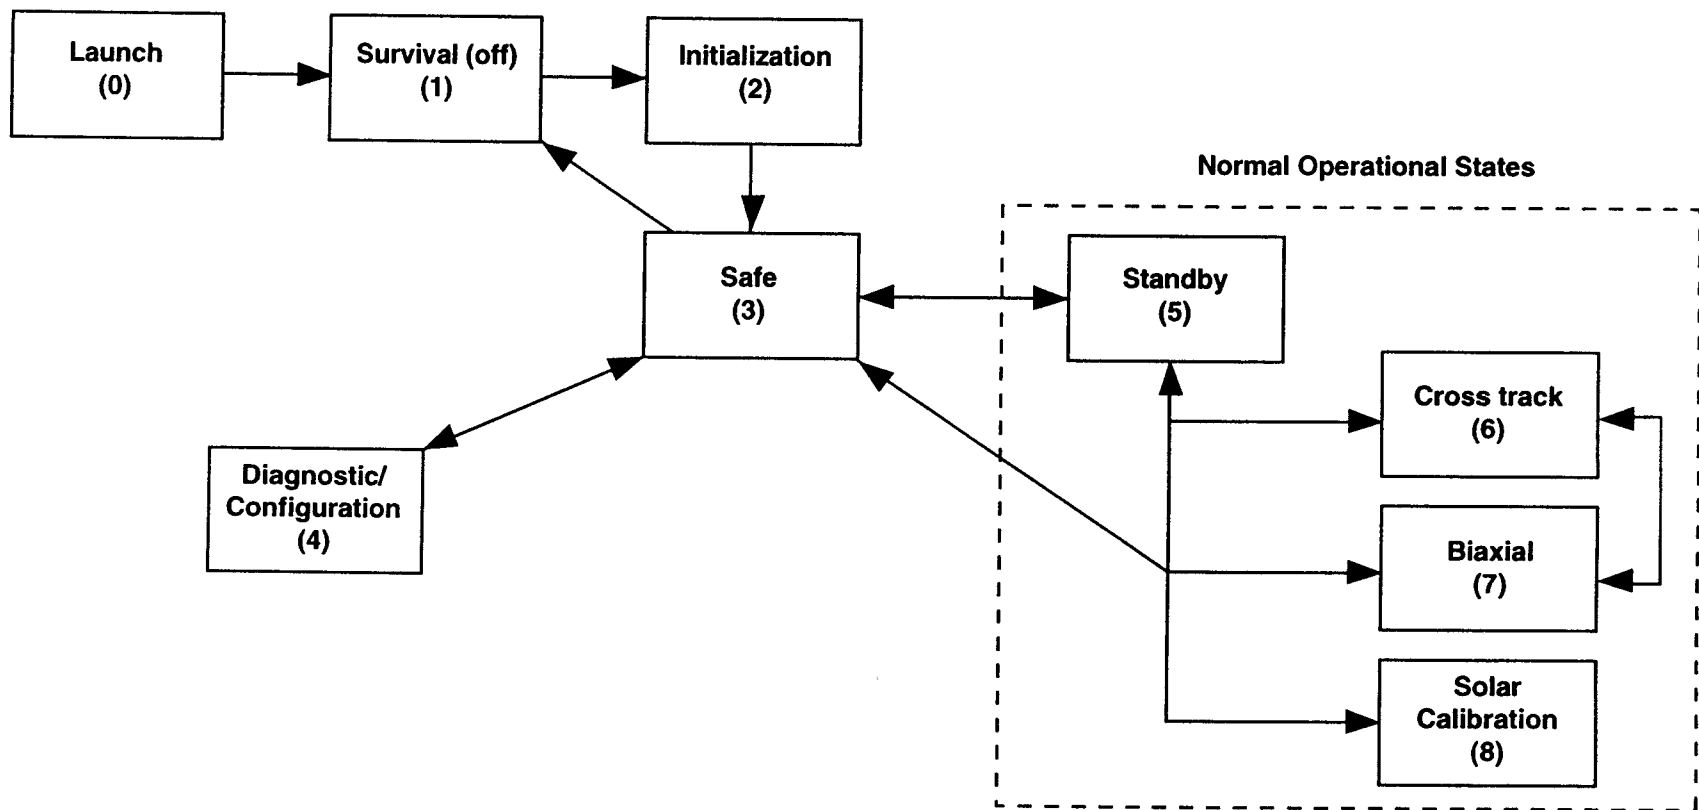 Launch
(0)
Survival (off)
(1)
Initialization
(2)
Normal Operational States
Safe
(3)
Standby
(5)
Cross track
(6)
Diagnostic/
Configuration
(4)
Biaxial
(7)
Solar
Calibration
(8)